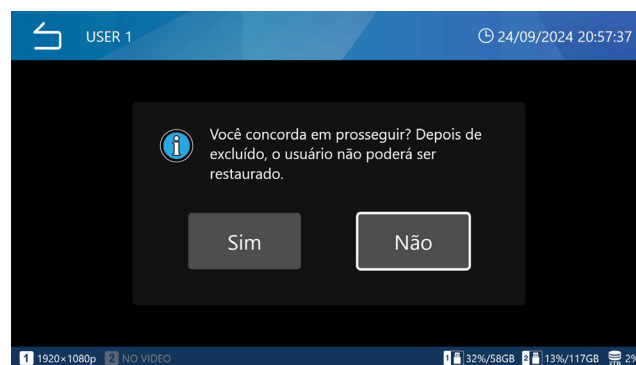 USER 1
24/09/2024 20:57:37
Você concorda em prosseguir? Depois de
excluído, o usuário não poderá ser
restaurado.
Sim
Não
1 1920×1080p 2 NO VIDEO
1 32%/58GB 2 13%/117GB 2TB 2%